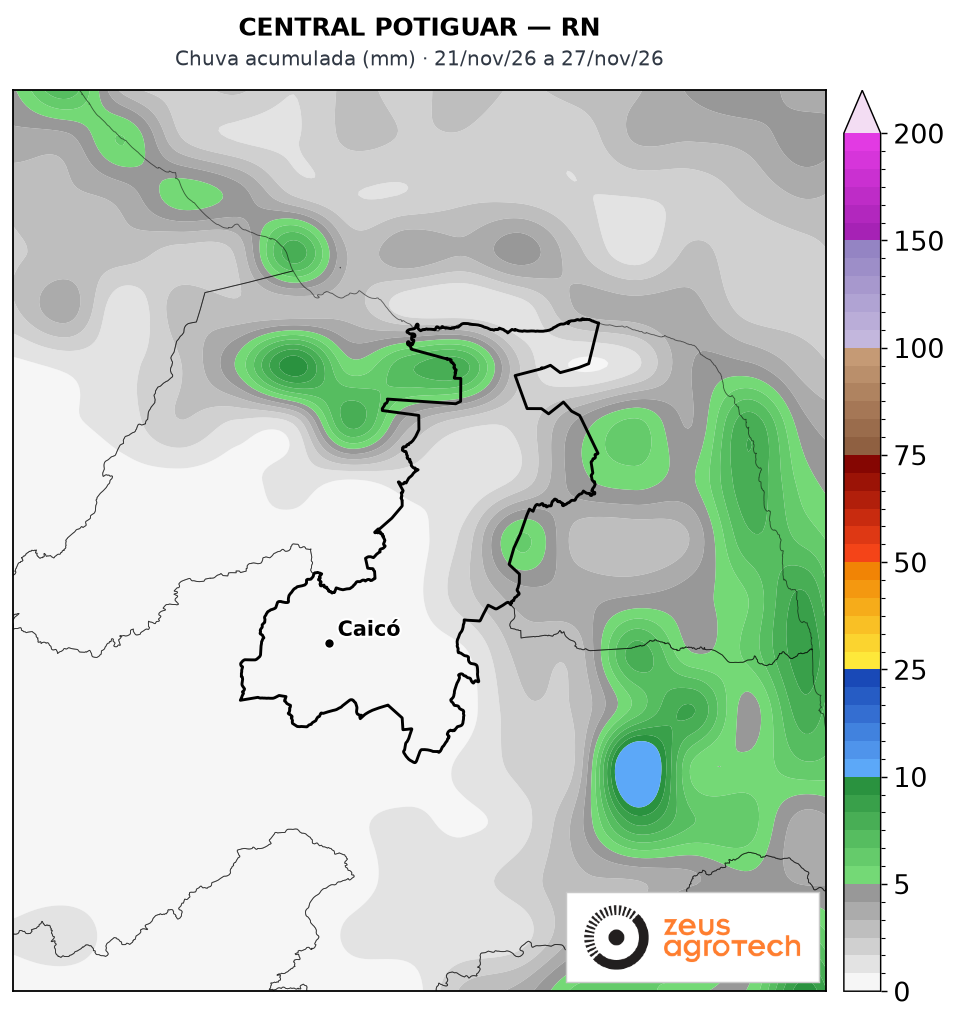 CENTRAL POTIGUAR — RN
Chuva acumulada (mm) · 21/nov/26 a 27/nov/26
200
150
100
75
50
25
10
5
0
Caicó
zeus
agrotech